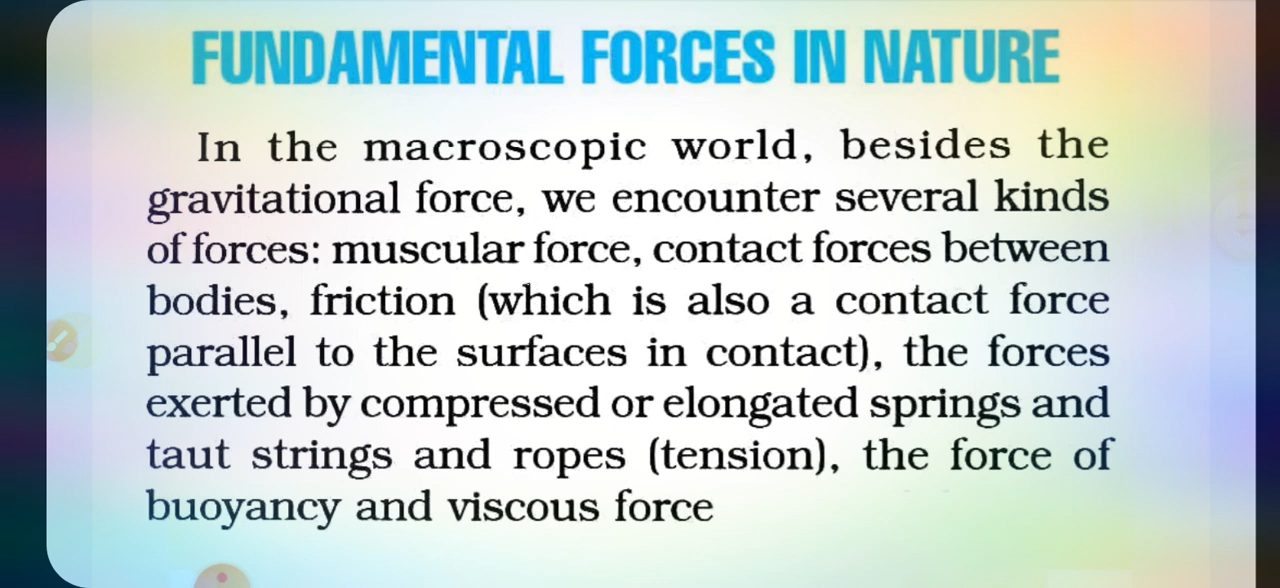 FUNDAMENTAL FORCES IN NATURE
In the macroscopic world, besides the
gravitational force, we encounter several kinds
of forces: muscular force, contact forces between
bodies, friction (which is also a contact force
parallel to the surfaces in contact), the forces
exerted by compressed or elongated springs and
taut strings and ropes (tension), the force of
buoyancy and viscous force